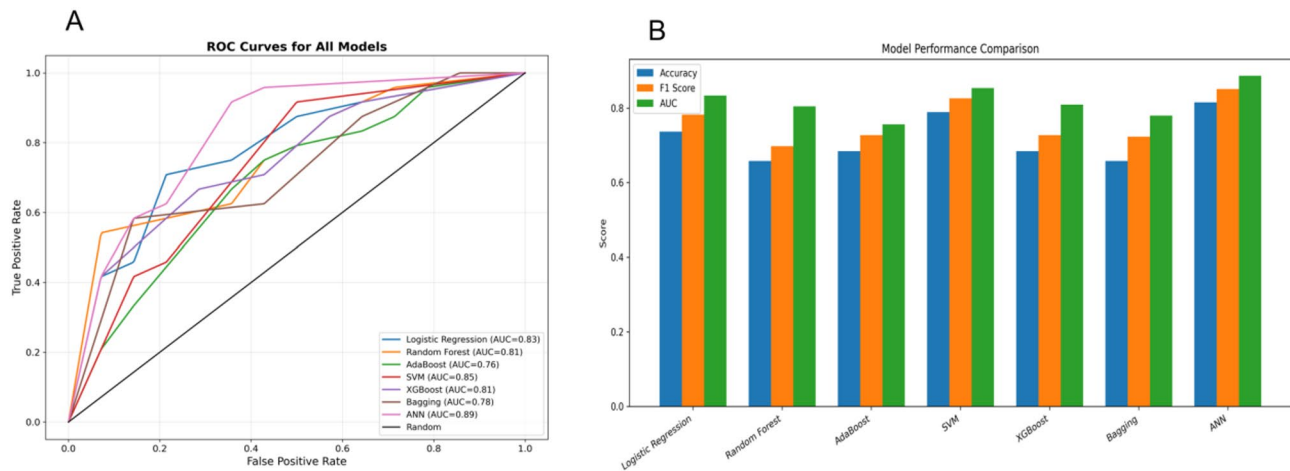 A
ROC Curves for All Models
True Positive Rate
1.0
0.8
0.6
0.4
0.2
0.0
0.0 0.2 0.4 0.6 0.8 1.0
False Positive Rate
Logistic Regression (AUC=0.83)
Random Forest (AUC=0.81)
AdaBoost (AUC=0.76)
SVM (AUC=0.85)
XGBoost (AUC=0.81)
Bagging (AUC=0.78)
ANN (AUC=0.89)
Random
B
Model Performance Comparison
Accuracy
F1 Score
AUC
Score
0.8
0.6
0.4
0.2
0.0
Logistic Regression
Random Forest
AdaBoost
SVM
XGBoost
Bagging
ANN